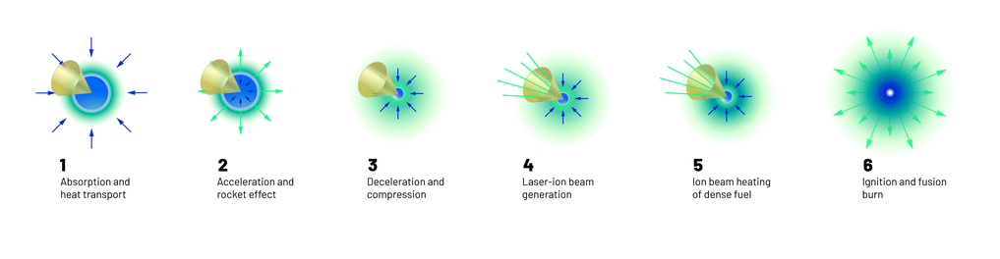 1
Absorption and
heat transport
2
Acceleration and
rocket effect
3
Deceleration and
compression
4
Laser-ion beam
generation
5
Ion beam heating
of dense fuel
6
Ignition and fusion
burn